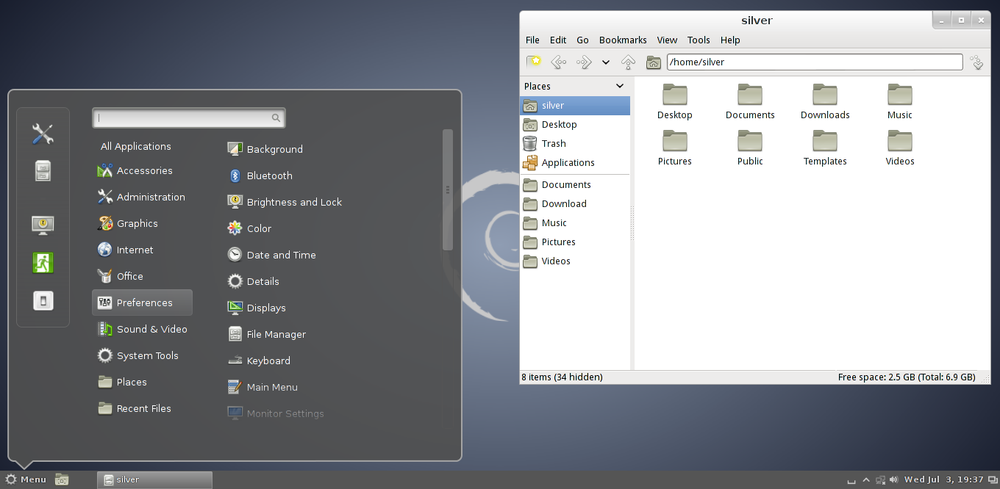 silver
File Edit Go Bookmarks View Tools Help
/home/silver
Places
silver
Desktop
Trash
Applications
Documents
Download
Music
Pictures
Videos
Desktop Documents Downloads Music
Pictures Public Templates Videos
8 items (34 hidden) Free space: 2.5 GB (Total: 6.9 GB)
All Applications
Accessories
Administration
Graphics
Internet
Office
Preferences
Sound & Video
System Tools
Places
Recent Files
Background
Bluetooth
Brightness and Lock
Color
Date and Time
Details
Displays
File Manager
Keyboard
Main Menu
Monitor Settings
Menu silver Wed Jul 3, 19:37